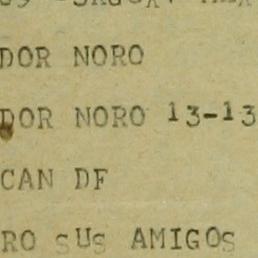 DOR NORO
DOR NORO 13-13
CAN DF
RO SUS AMIGOS